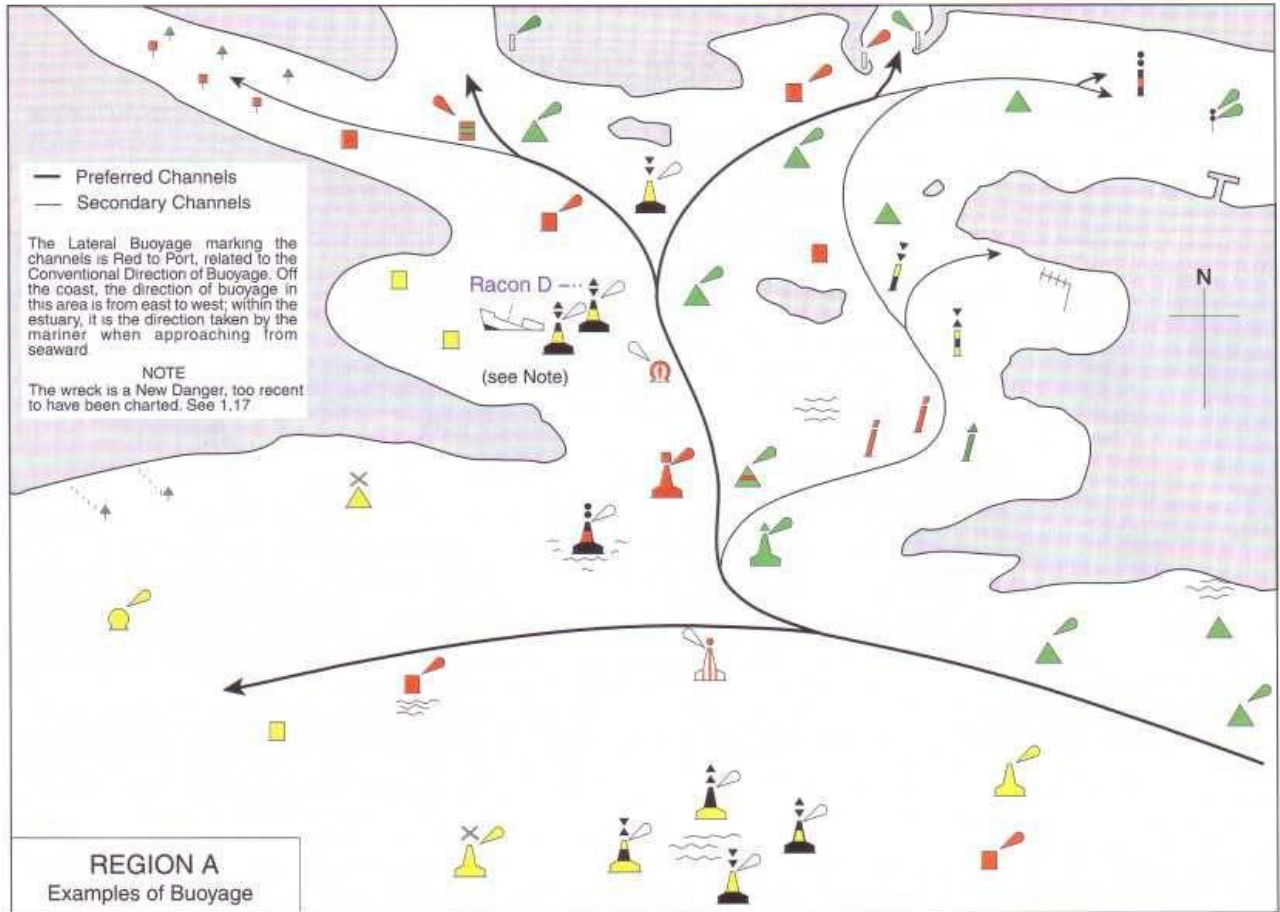 Preferred Channels
Secondary Channels
The Lateral Buoyage marking the
channels is Red to Port, related to the
Conventional Direction of Buoyage. Off
the coast, the direction of buoyage in
this area is from east to west; within the
estuary, it is the direction taken by the
mariner when approaching from
seaward
NOTE
The wreck is a New Danger, too recent
to have been charted. See 1.17
Racon D
(see Note)
N
REGION A
Examples of Buoyage